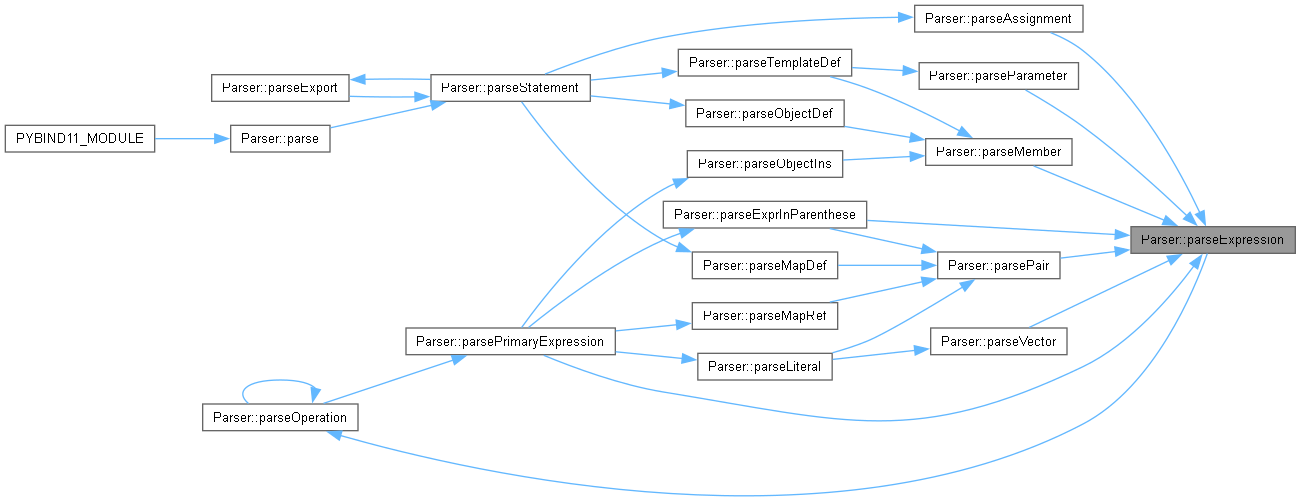 Parser::parseAssignment
Parser::parseTemplateDef
Parser::parseParameter
Parser::parseExport
Parser::parseStatement
Parser::parseObjectDef
PYBIND11_MODULE
Parser::parse
Parser::parseMember
Parser::parseObjectIns
Parser::parseExprInParenthese
Parser::parseExpression
Parser::parseMapDef
Parser::parsePair
Parser::parseMapRef
Parser::parsePrimaryExpression
Parser::parseVector
Parser::parseLiteral
Parser::parseOperation